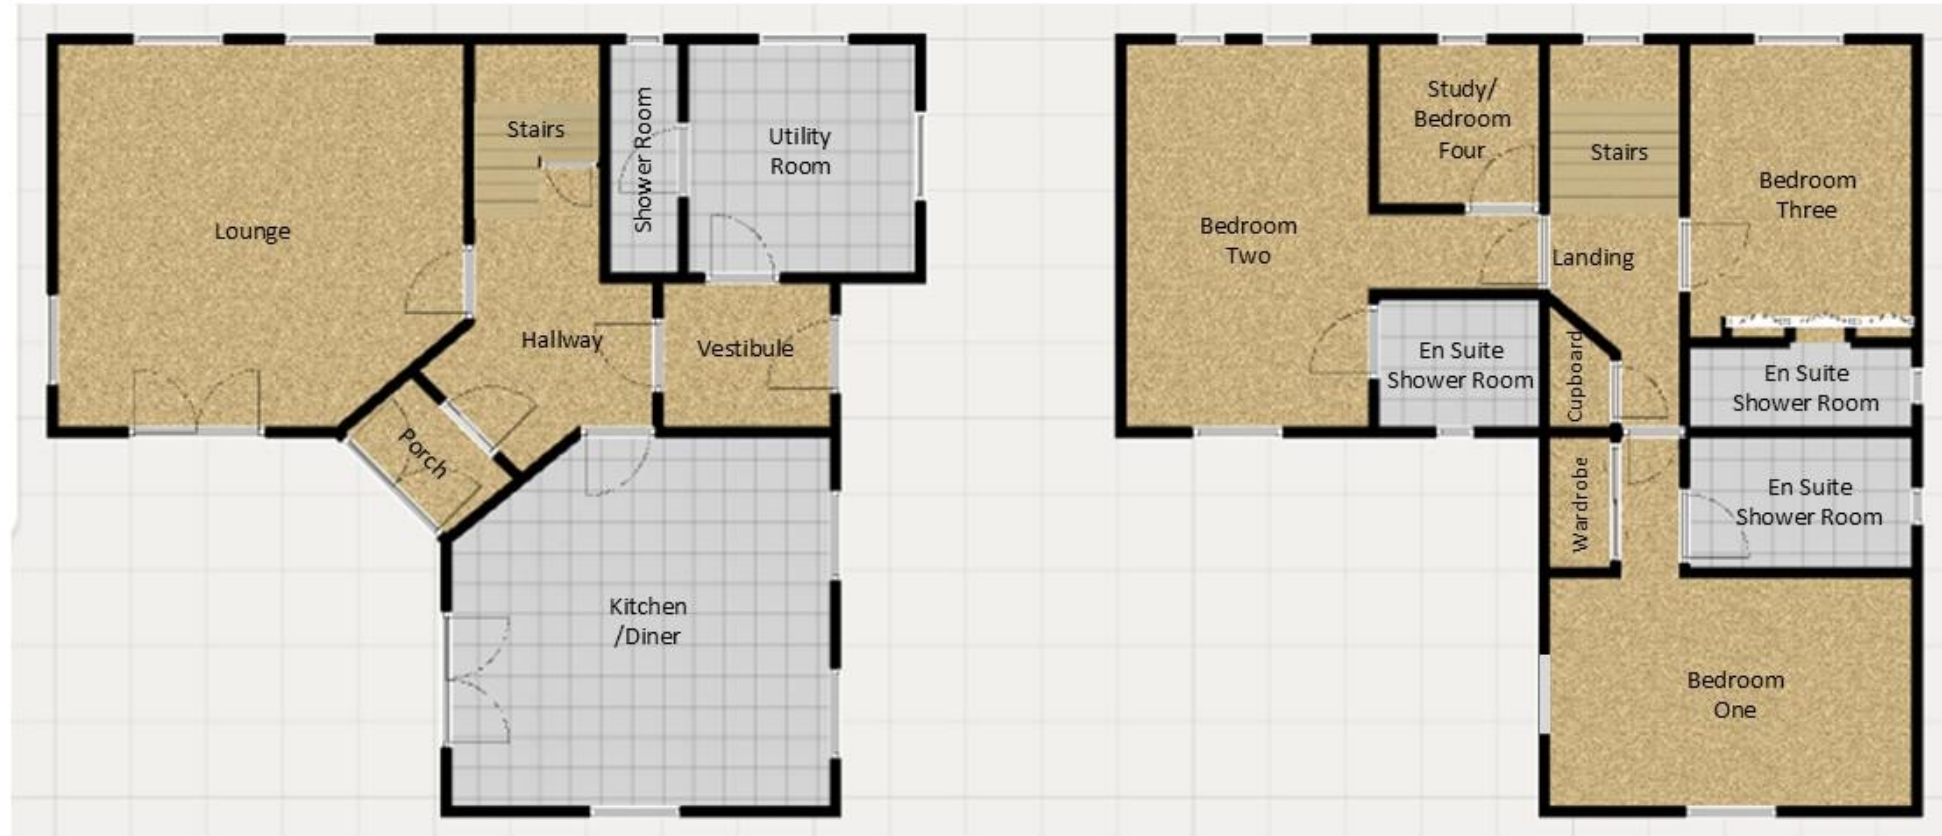 Lounge
Stairs
Shower Room
Utility
Room
Hallway
Vestibule
Porch
Kitchen
/Diner
Bedroom
Two
Study/
Bedroom
Four
Stairs
Landing
Bedroom
Three
En Suite
Shower Room
Cupboard
En Suite
Shower Room
Wardrobe
En Suite
Shower Room
Bedroom
One